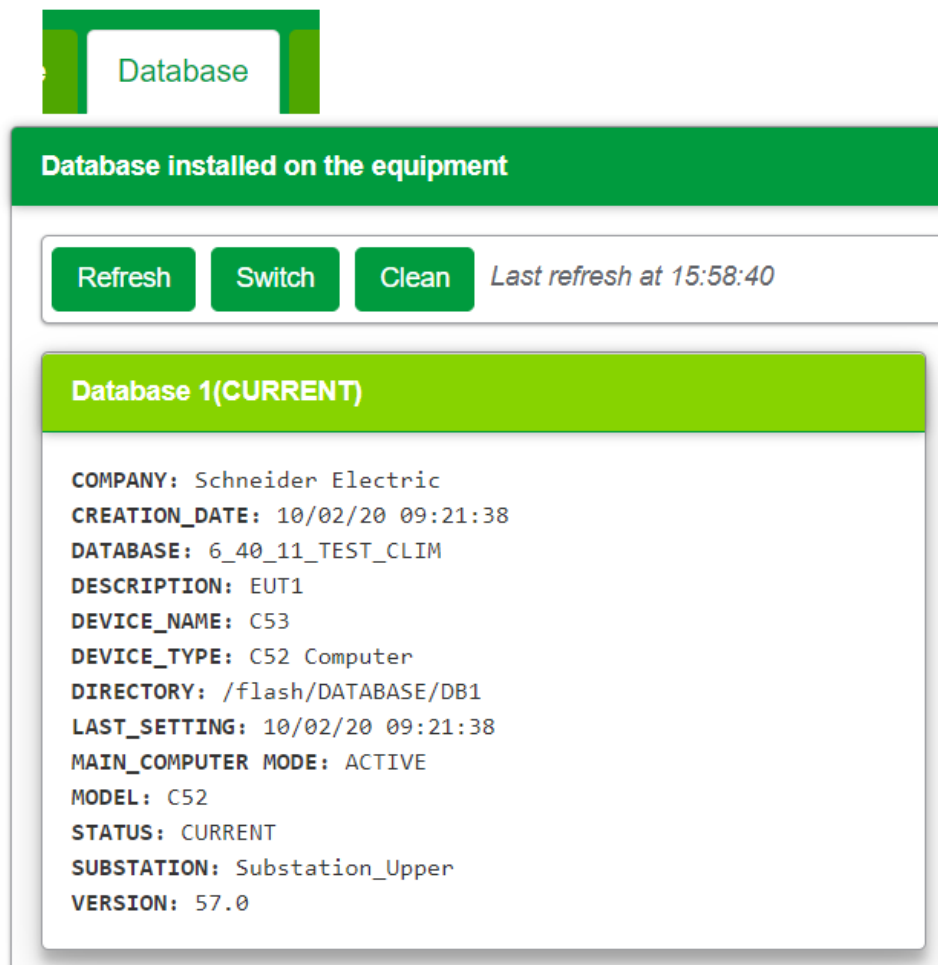 Database
Database installed on the equipment
Refresh Switch Clean Last refresh at 15:58:40
Database 1(CURRENT)
COMPANY: Schneider Electric
CREATION_DATE: 10/02/20 09:21:38
DATABASE: 6_40_11_TEST_CLIM
DESCRIPTION: EUT1
DEVICE_NAME: C53
DEVICE_TYPE: C52 Computer
DIRECTORY: /flash/DATABASE/DB1
LAST_SETTING: 10/02/20 09:21:38
MAIN_COMPUTER MODE: ACTIVE
MODEL: C52
STATUS: CURRENT
SUBSTATION: Substation_Upper
VERSION: 57.0